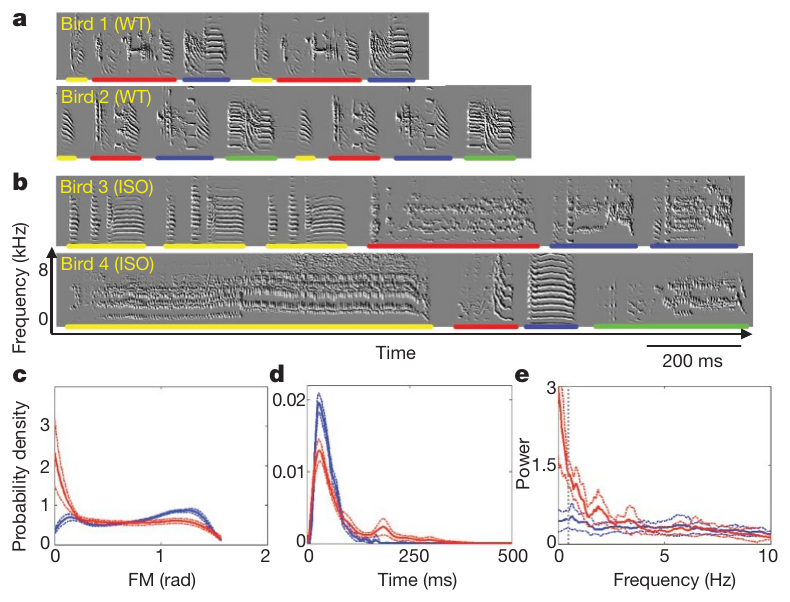 a
Bird 1 (WT)
Bird 2 (WT)
b
Bird 3 (ISO)
Bird 4 (ISO)
Frequency (kHz)
8
0
Time
200 ms
c
Probability density
4
3
2
1
0
0 1 2
FM (rad)
d
0.02
0.01
0
0 250 500
Time (ms)
e
Power
3
1.5
0
0 5 10
Frequency (Hz)